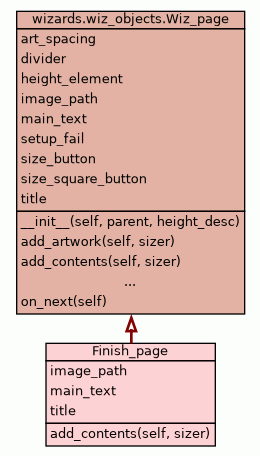 wizards.wiz_objects.Wiz_page
art_spacing
divider
height_element
image_path
main_text
setup_fail
size_button
size_square_button
title
__init__(self, parent, height_desc)
add_artwork(self, sizer)
add_contents(self, sizer)
...
on_next(self)
Finish_page
image_path
main_text
title
add_contents(self, sizer)